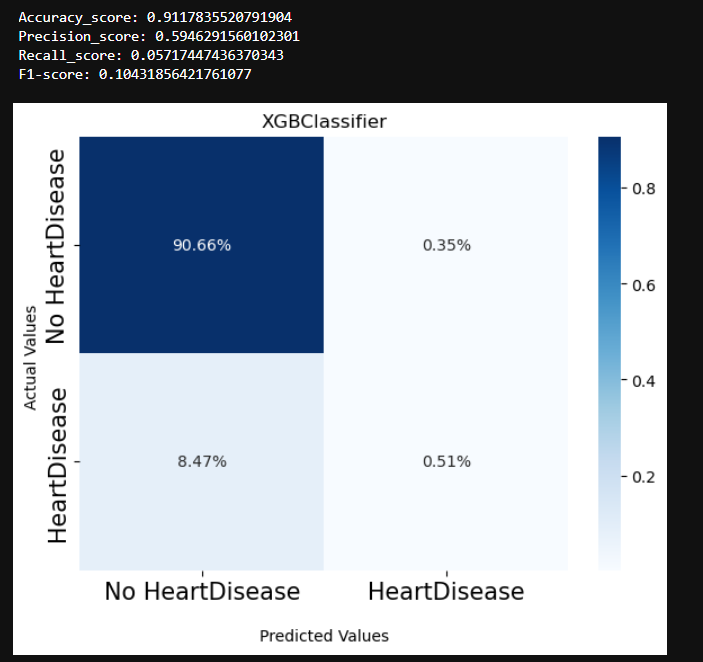 Accuracy_score: 0.9117835520791904
Precision_score: 0.5946291560102301
Recall_score: 0.05717447436370343
F1-score: 0.10431856421761077
XGBClassifier
No HeartDisease
90.66%
0.35%
Actual Values
HeartDisease
8.47%
0.51%
0.8
0.6
0.4
0.2
No HeartDisease
HeartDisease
Predicted Values